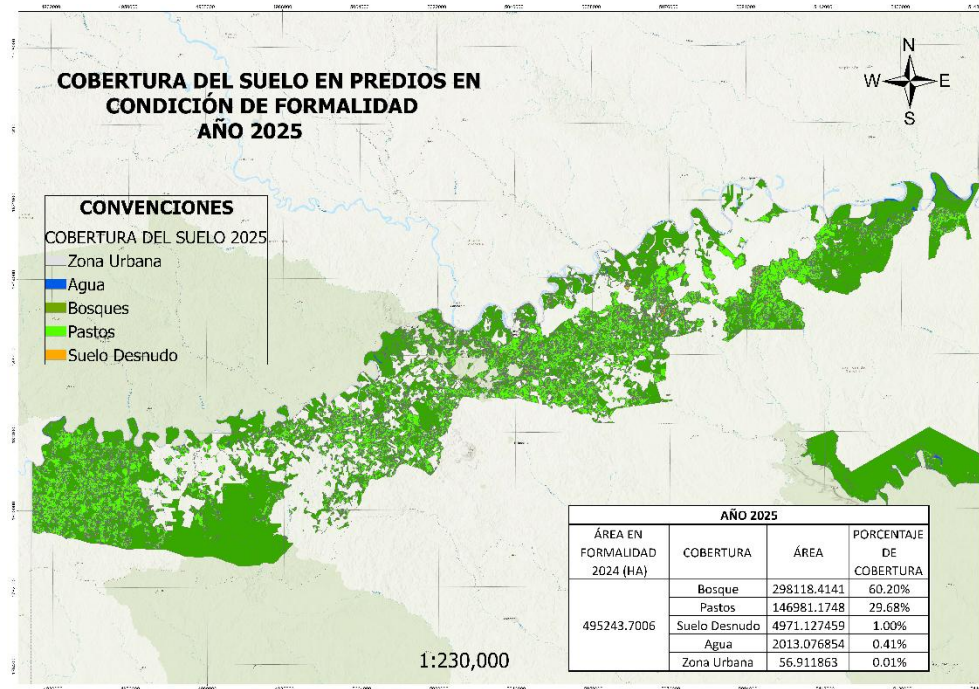 COBERTURA DEL SUELO EN PREDIOS EN
CONDICIÓN DE FORMALIDAD
AÑO 2025
N
W E
S
CONVENCIONES
COBERTURA DEL SUELO 2025
Zona Urbana
Agua
Bosques
Pastos
Suelo Desnudo
AÑO 2025
ÁREA EN FORMALIDAD 2024 (HA) COBERTURA ÁREA PORCENTAJE DE COBERTURA
495243.7006
Bosque 298118.4141 60.20%
Pastos 146981.1748 29.68%
Suelo Desnudo 4971.127459 1.00%
Agua 2013.076854 0.41%
Zona Urbana 56.911863 0.01%
1:230,000